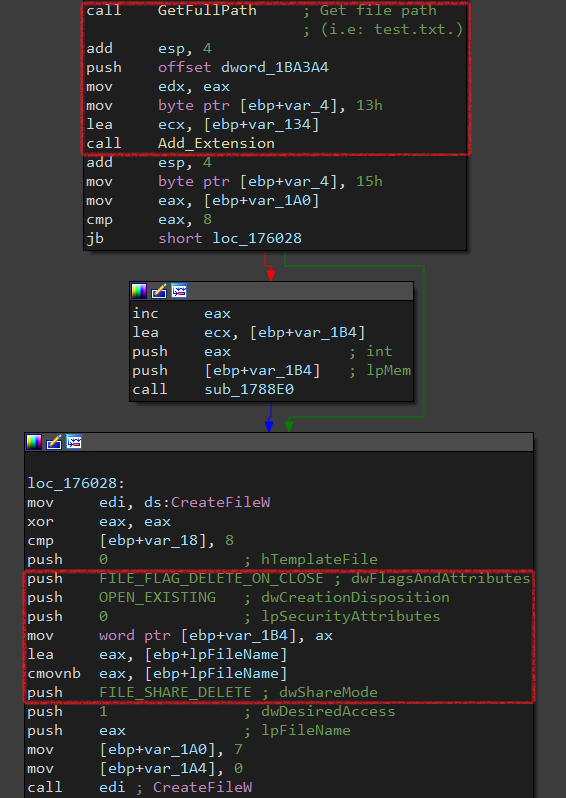 call GetFullPath ; Get file path
; (i.e: test.txt.)
add esp, 4
push offset dword_1BA3A4
mov edx, eax
mov byte ptr [ebp+var_4], 13h
lea ecx, [ebp+var_134]
call Add_Extension
add esp, 4
mov byte ptr [ebp+var_4], 15h
mov eax, [ebp+var_1A0]
cmp eax, 8
jb short loc_176028
inc eax
lea ecx, [ebp+var_1B4]
push eax ; int
push [ebp+var_1B4] ; lpMem
call sub_1788E0
loc_176028:
mov edi, ds:CreateFileW
xor eax, eax
cmp [ebp+var_18], 8
push 0 ; hTemplateFile
push FILE_FLAG_DELETE_ON_CLOSE ; dwFlagsAndAttributes
push OPEN_EXISTING ; dwCreationDisposition
push 0 ; lpSecurityAttributes
mov word ptr [ebp+var_1B4], ax
lea eax, [ebp+lpFileName]
cmovnb eax, [ebp+lpFileName]
push FILE_SHARE_DELETE ; dwShareMode
push 1 ; dwDesiredAccess
push eax ; lpFileName
mov [ebp+var_1A0], 7
mov [ebp+var_1A4], 0
call edi ; CreateFileW